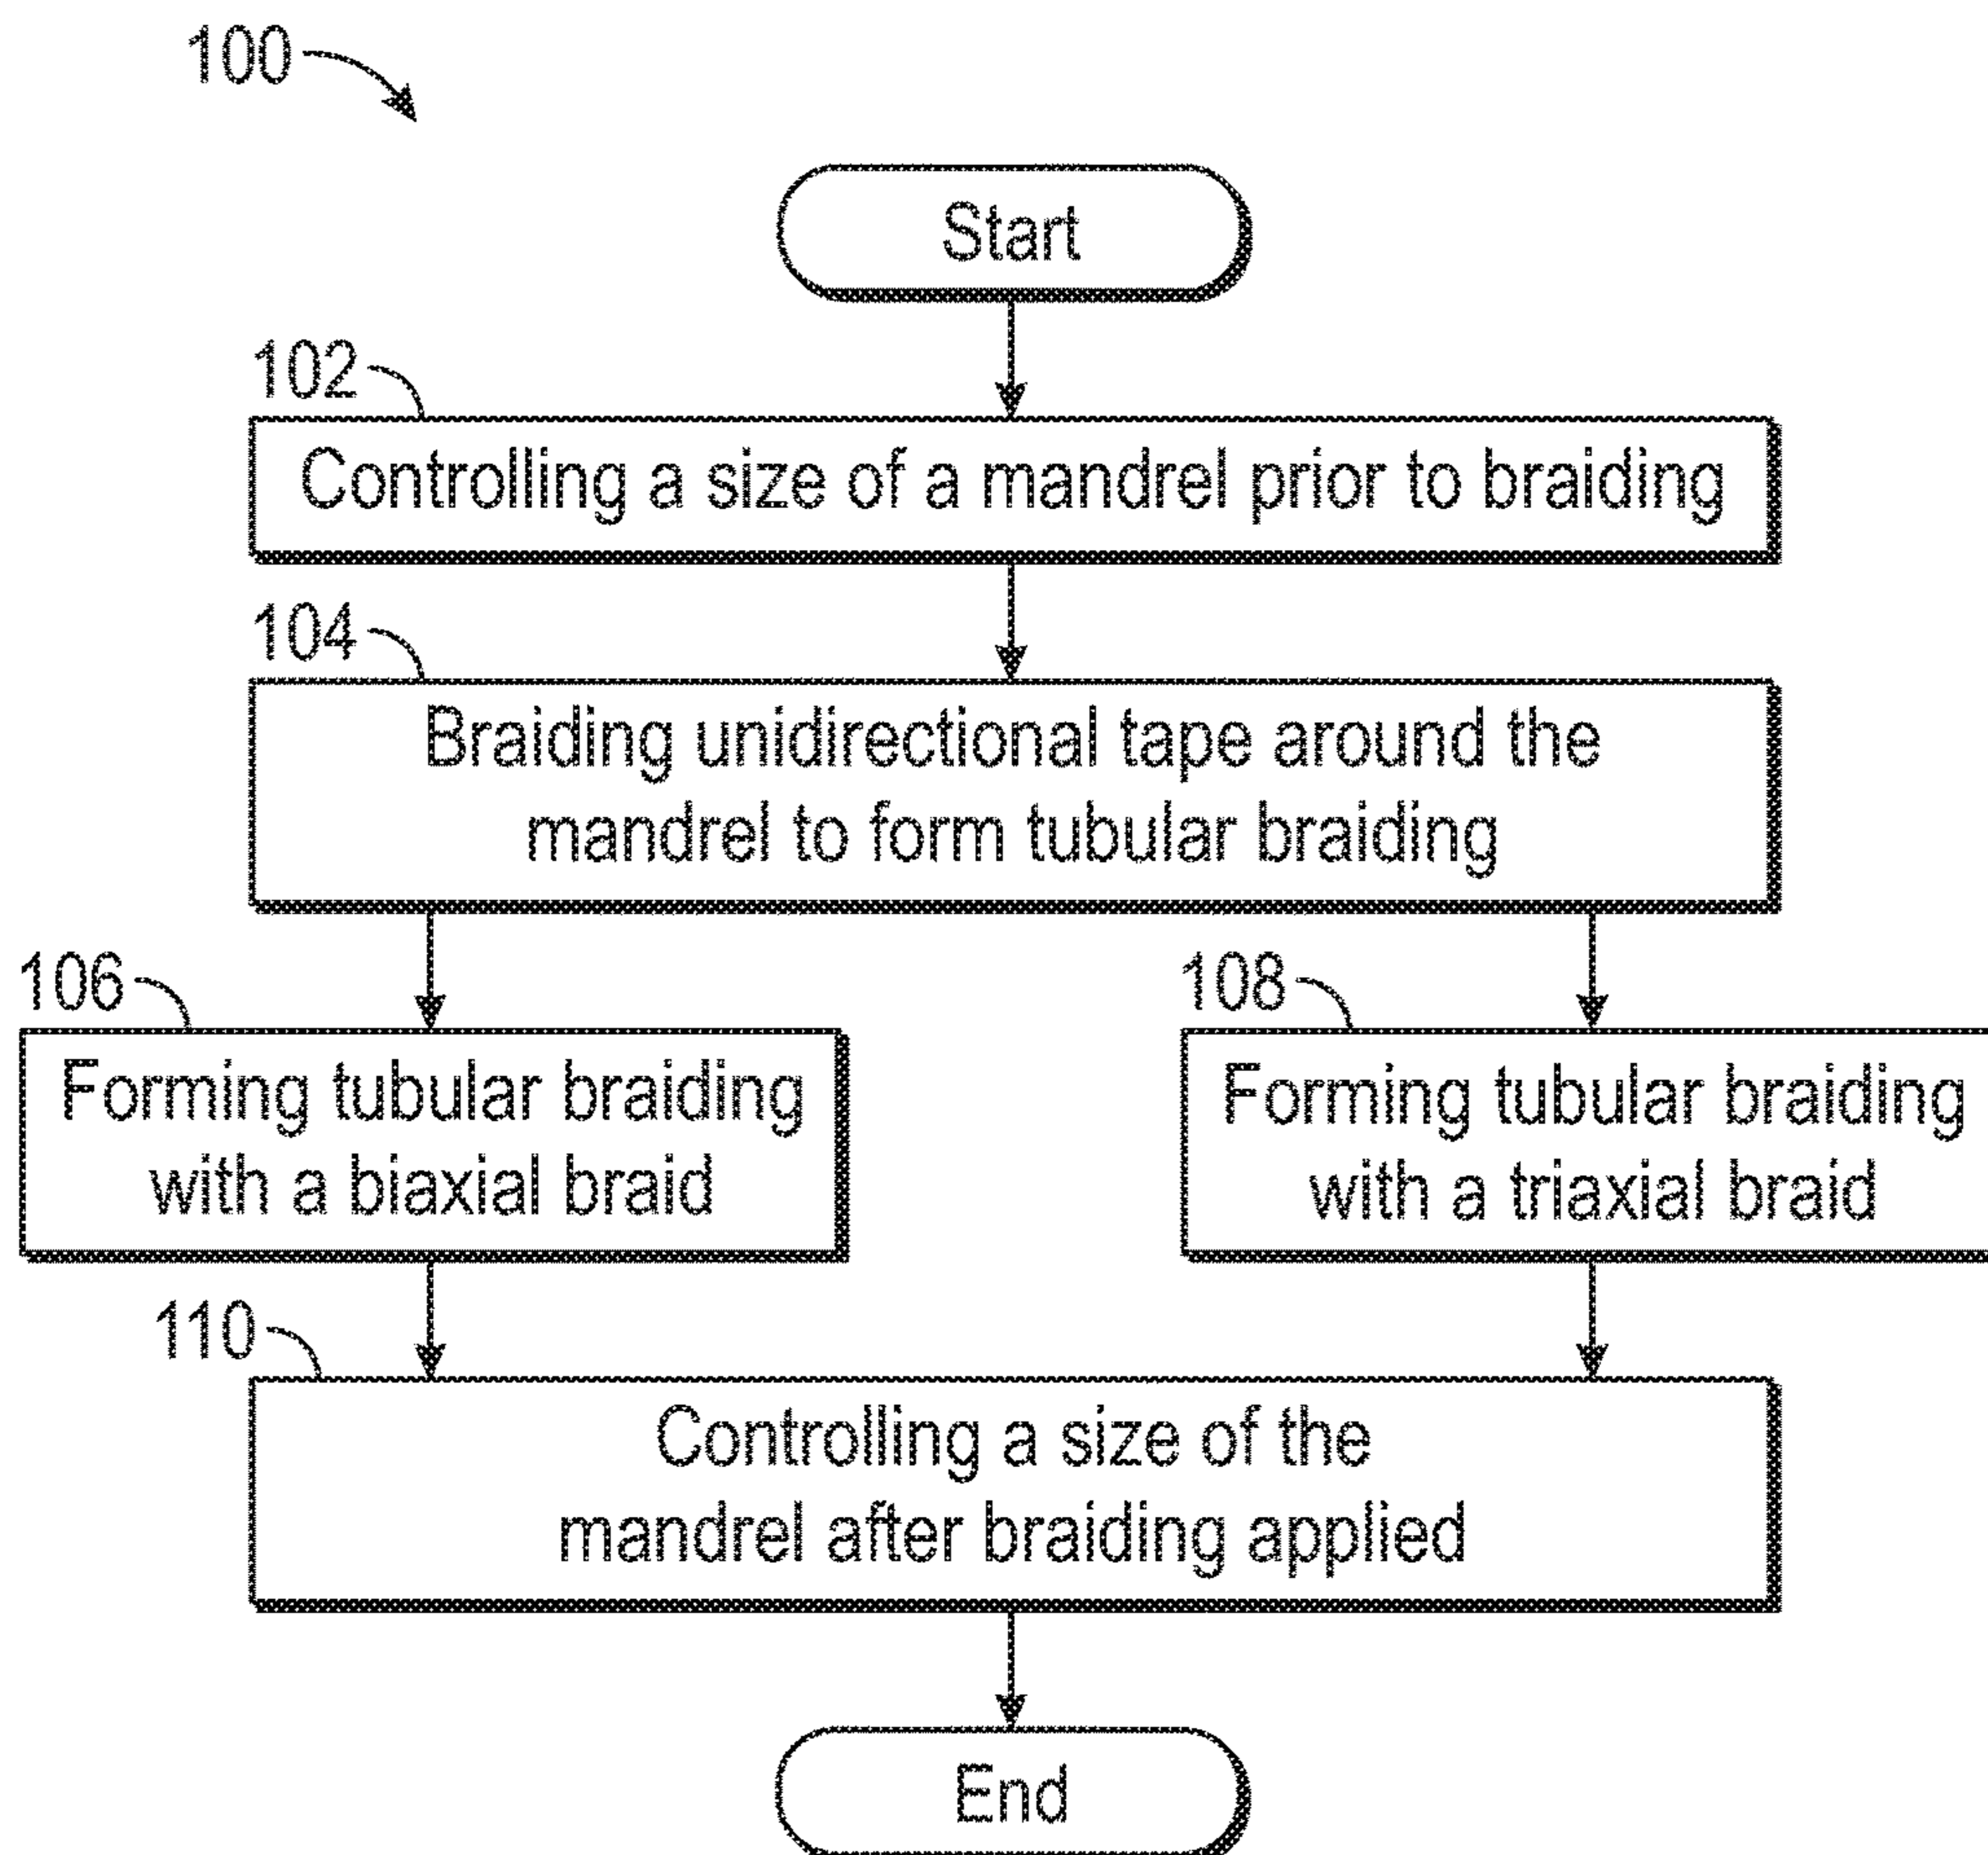 100
Start
102
Controlling a size of a mandrel prior to braiding
104
Braiding unidirectional tape around the
mandrel to form tubular braiding
106
Forming tubular braiding
with a biaxial braid
108
Forming tubular braiding
with a triaxial braid
110
Controlling a size of the
mandrel after braiding applied
End